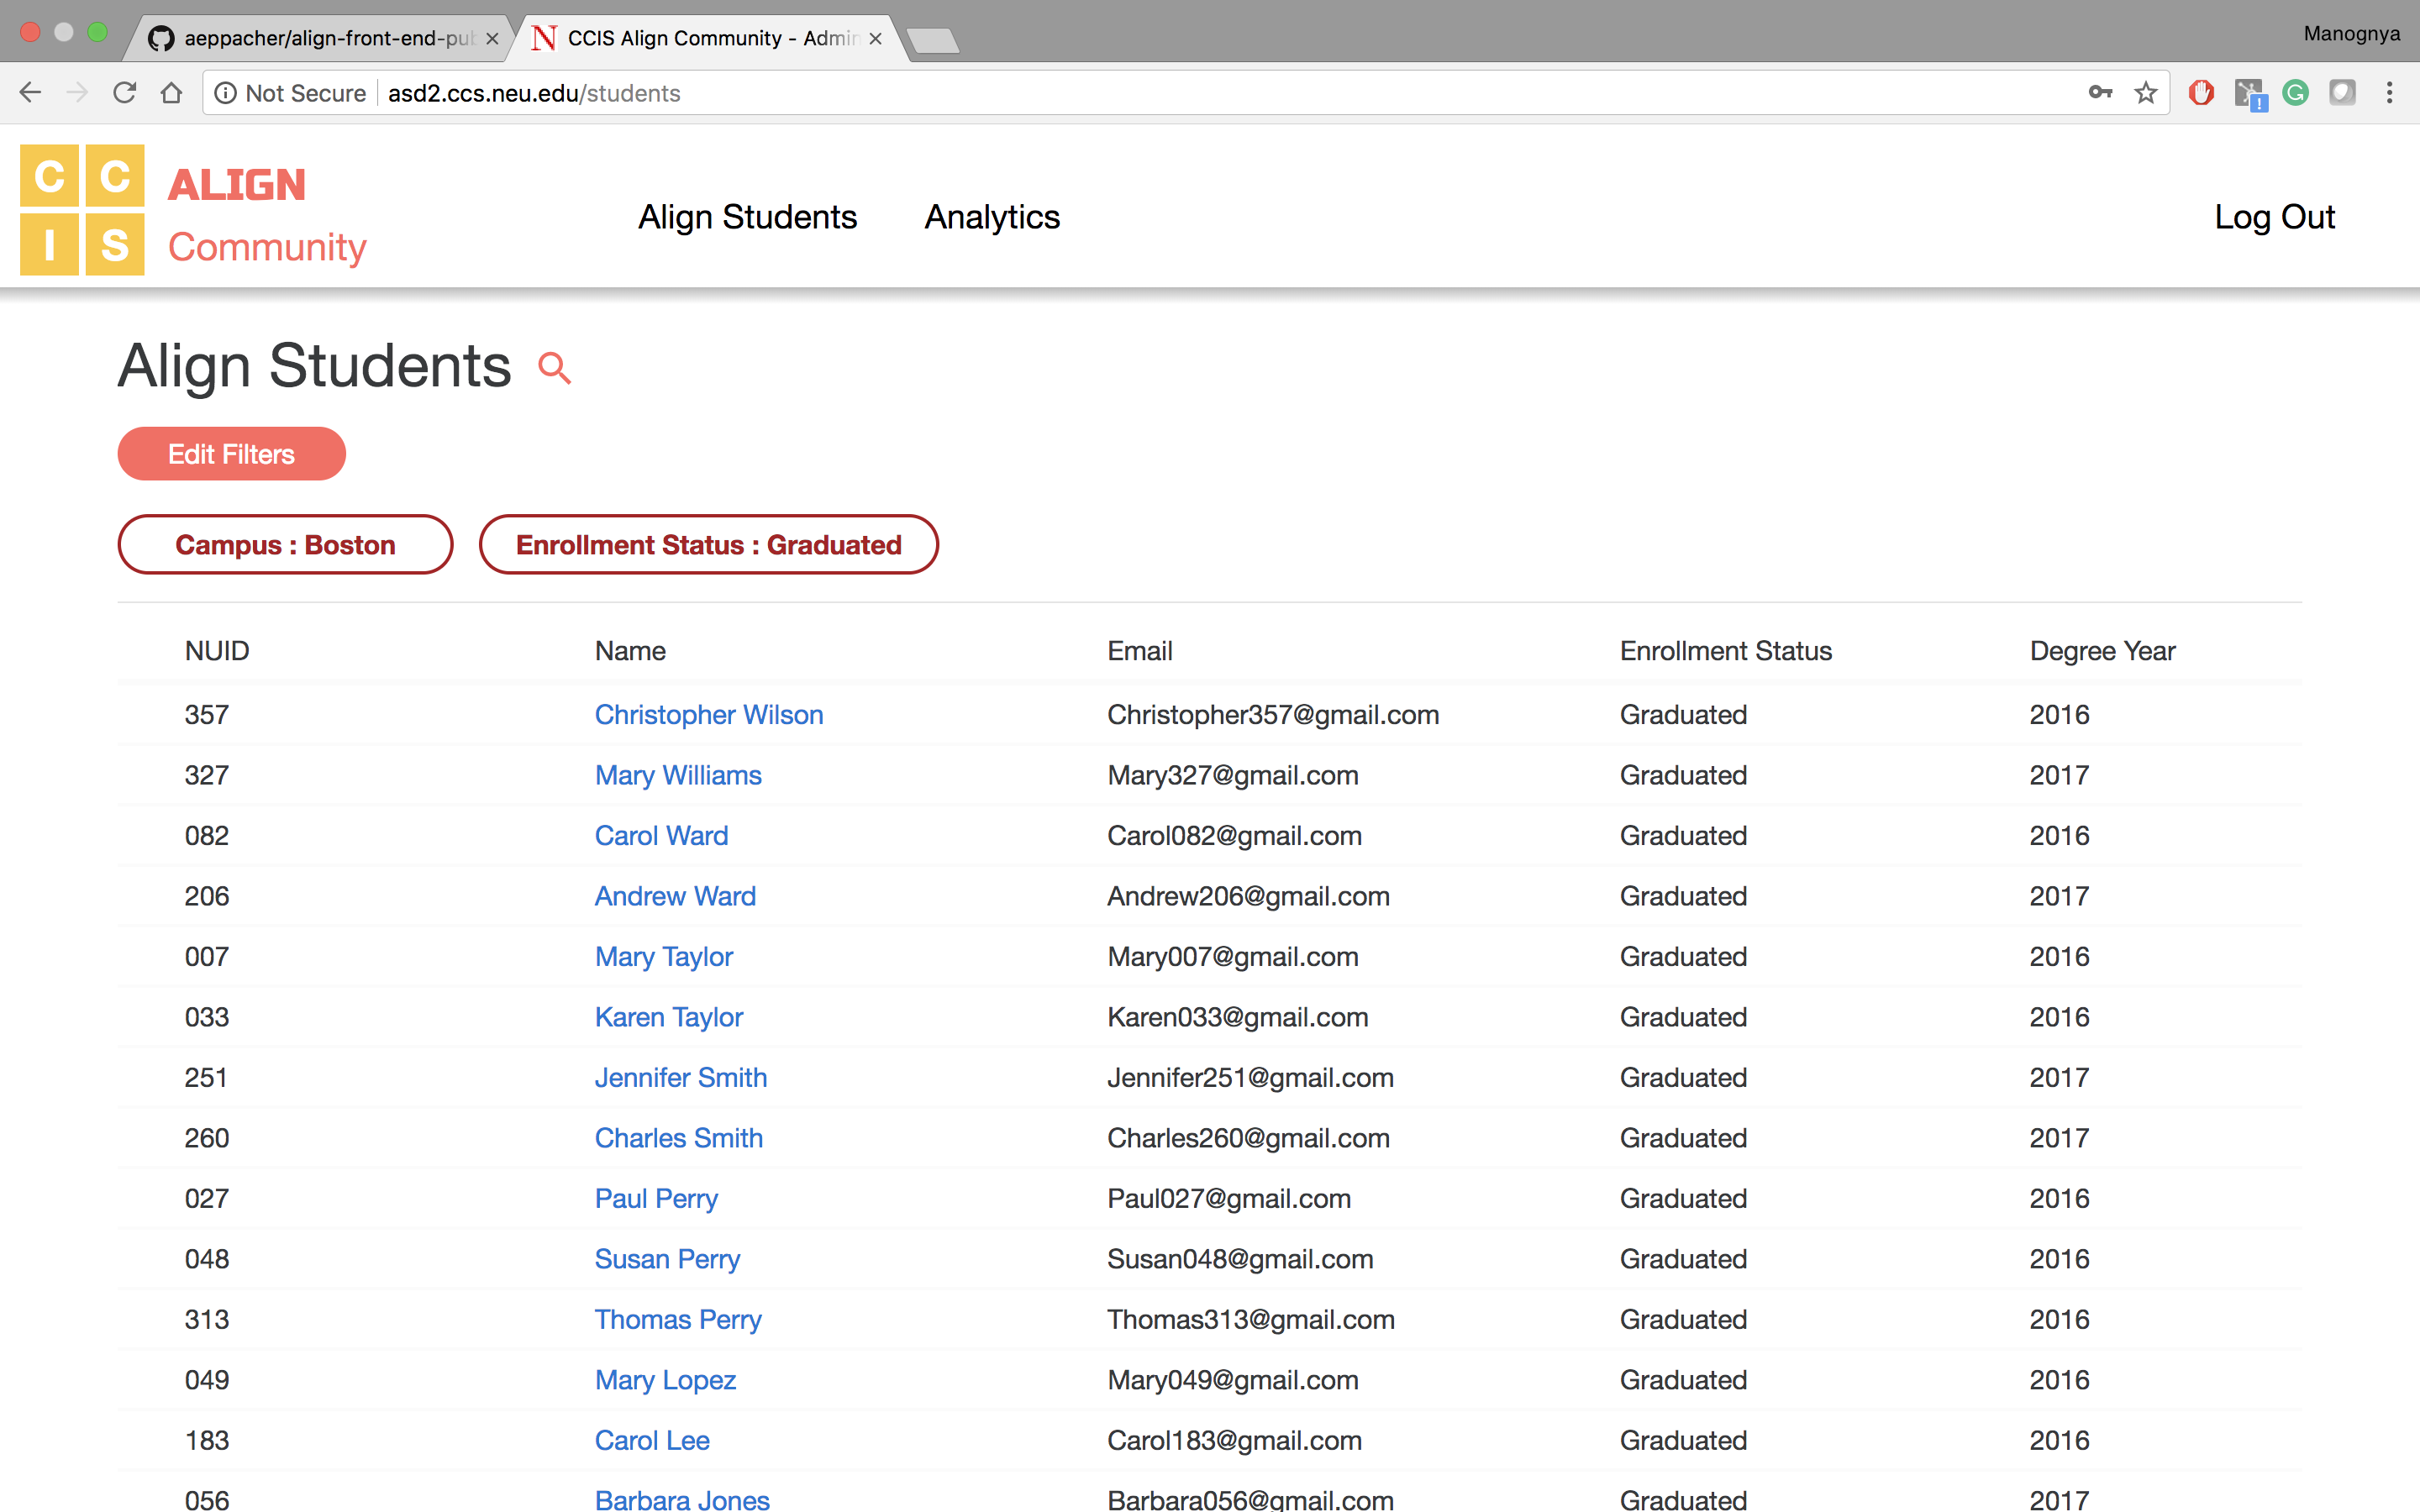 aeppacher/align-front-end-pub
CCIS Align Community - Admin
Manognya
Not Secure asd2.ccs.neu.edu/students
C C I S
ALIGN
Community
Align Students Analytics Log Out
Align Students
Edit Filters
Campus : Boston Enrollment Status : Graduated
NUID Name Email Enrollment Status Degree Year
357 Christopher Wilson Christopher357@gmail.com Graduated 2016
327 Mary Williams Mary327@gmail.com Graduated 2017
082 Carol Ward Carol082@gmail.com Graduated 2016
206 Andrew Ward Andrew206@gmail.com Graduated 2017
007 Mary Taylor Mary007@gmail.com Graduated 2016
033 Karen Taylor Karen033@gmail.com Graduated 2016
251 Jennifer Smith Jennifer251@gmail.com Graduated 2017
260 Charles Smith Charles260@gmail.com Graduated 2017
027 Paul Perry Paul027@gmail.com Graduated 2016
048 Susan Perry Susan048@gmail.com Graduated 2016
313 Thomas Perry Thomas313@gmail.com Graduated 2016
049 Mary Lopez Mary049@gmail.com Graduated 2016
183 Carol Lee Carol183@gmail.com Graduated 2016
056 Barbara Jones Barbara056@gmail.com Graduated 2017